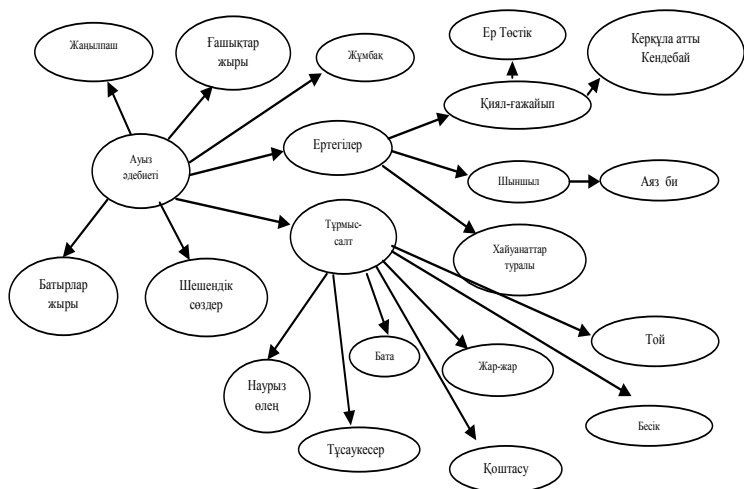 Ер Төстік
Керқұла атты
Кендебай
Жаңылпаш
Ғашықтар
жыры
Жұмбақ
Қиял-ғажайып
Ауыз
әдебиеті
Ертегілер
Шыншыл
Аяз би
Тұрмыс-
салт
Хайуанаттар
туралы
Батырлар
жыры
Шешендік
сөздер
Той
Бата
Жар-жар
Наурыз
өлең
Бесік
Тұсаукесер
Қоштасу